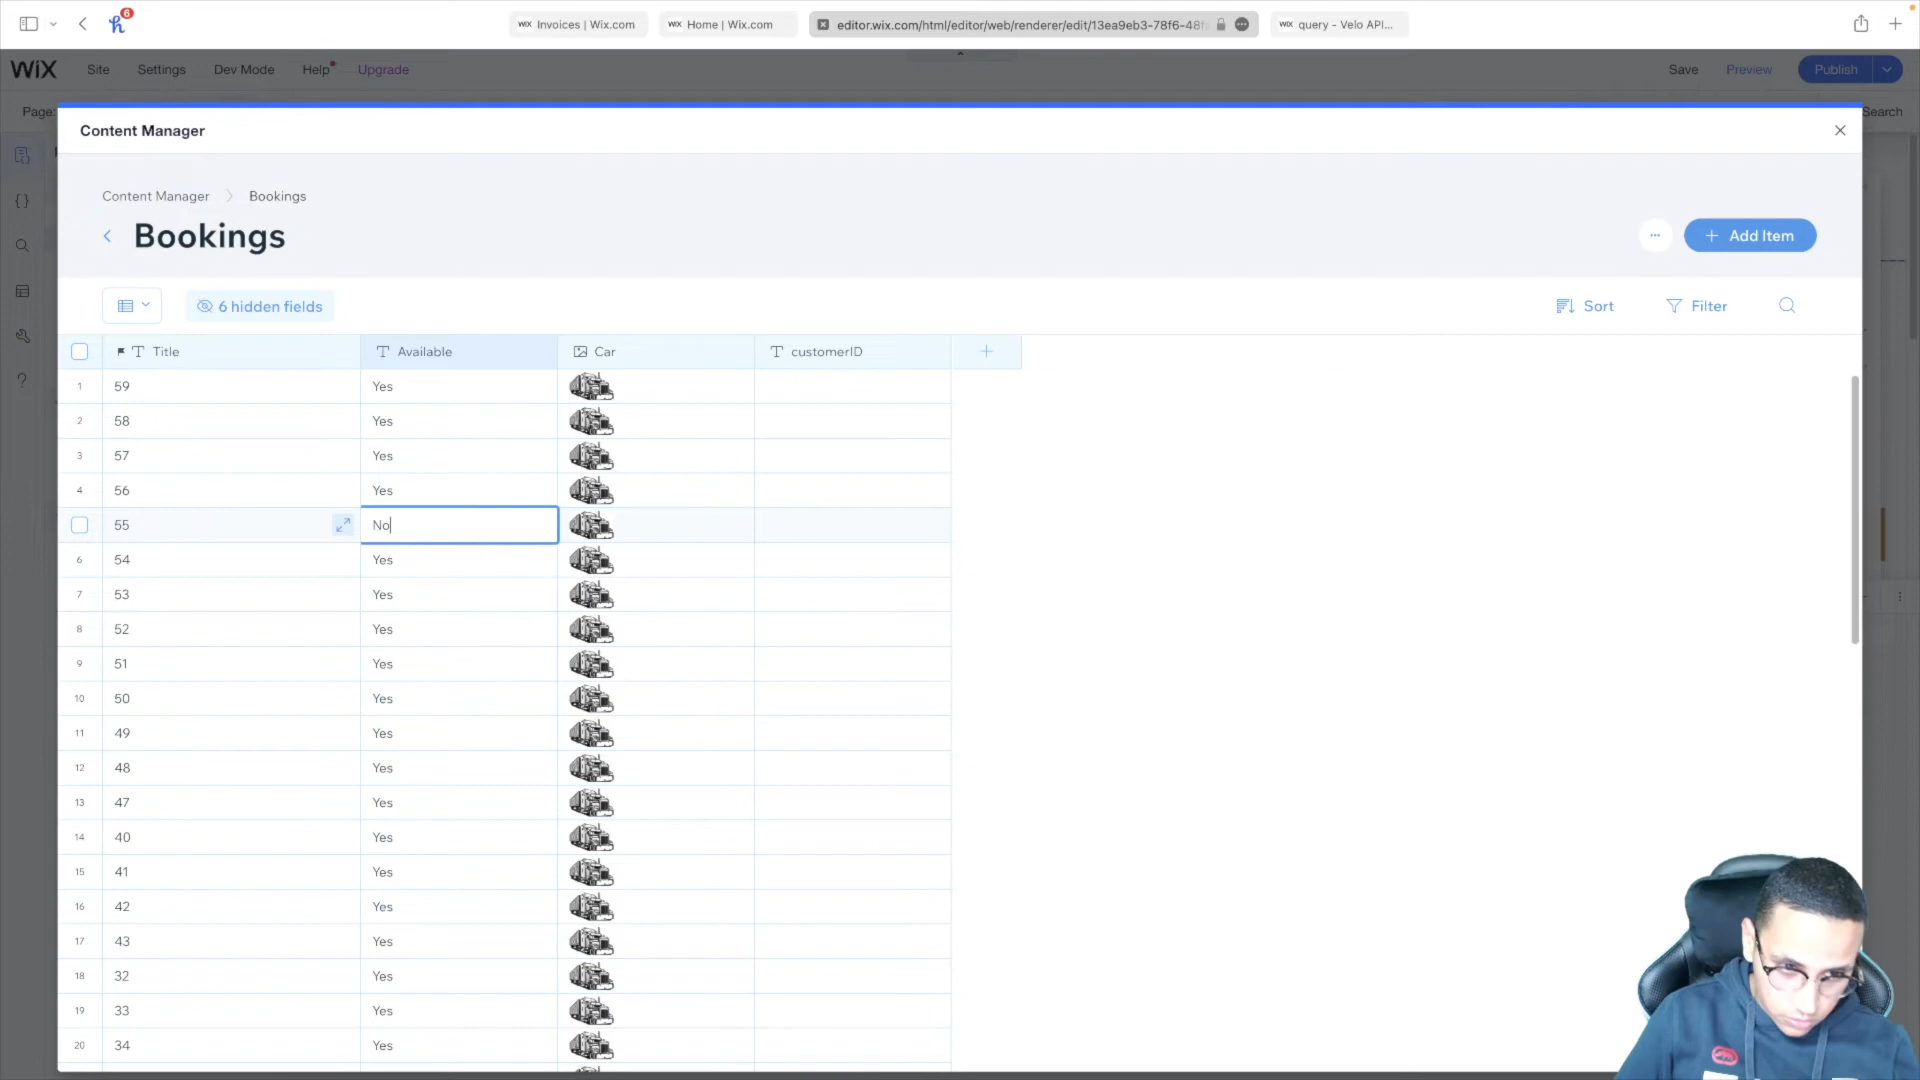 6
WiX Invoices | Wix.com
WiX Home | Wix.com
editor.wix.com/html/editor/web/renderer/edit/13ea9eb3-78f6-48f
WiX query - Velo API...
WiX Site Settings Dev Mode Help Upgrade Save Preview Publish
Page: Search
Content Manager
Content Manager Bookings
Bookings
Add Item
6 hidden fields Sort Filter
Title Available Car customerID
1 59 Yes
2 58 Yes
3 57 Yes
4 56 Yes
55 No
6 54 Yes
7 53 Yes
8 52 Yes
9 51 Yes
10 50 Yes
11 49 Yes
12 48 Yes
13 47 Yes
14 40 Yes
15 41 Yes
16 42 Yes
17 43 Yes
18 32 Yes
19 33 Yes
20 34 Yes